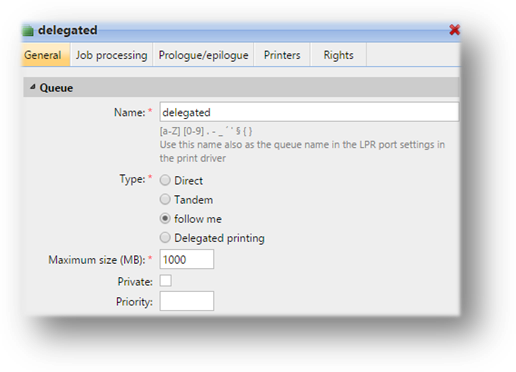 delegated
General Job processing Prologue/epilogue Printers Rights
Queue
Name: * delegated
[a-Z] [0-9] . - _ ´ ' § { }
Use this name also as the queue name in the LPR port settings in
the print driver
Type: * Direct
Tandem
follow me
Delegated printing
Maximum size (MB): * 1000
Private:
Priority: